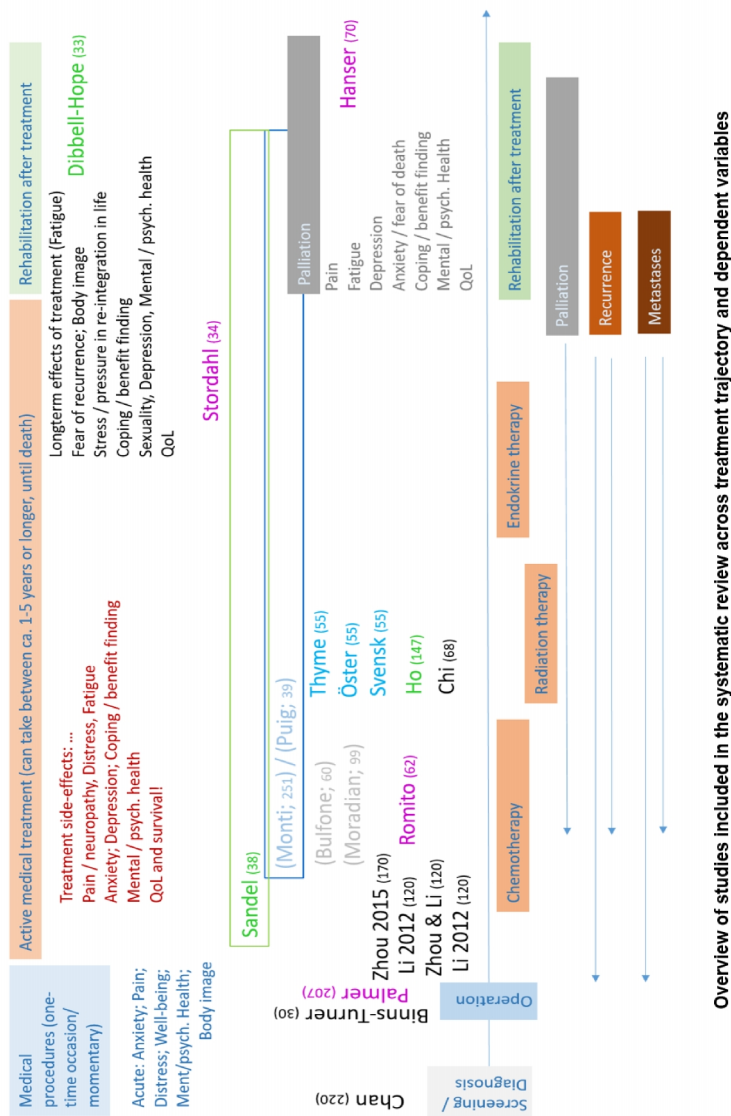 Medical
procedures (one-
time occasion/
momentary)
Active medical treatment (can take between ca. 1-5 years or longer, until death)
Rehabilitation after treatment
Acute: Anxiety; Pain;
Distress; Well-being;
Ment/psych. Health;
Body image
Treatment side-effects: ...
Pain / neuropathy, Distress, Fatigue
Anxiety; Depression; Coping / benefit finding
Mental / psych. health
QoL and survival!
Longterm effects of treatment (Fatigue)
Fear of recurrence; Body image
Stress / pressure in re-integration in life
Coping / benefit finding
Sexuality, Depression, Mental / psych. health
QoL
Dibbell-Hope (33)
Stordahl (34)
Sandel (38)
(Monti; 251) / (Puig; 39)
Palliation
(Bulfone; 60)
(Moradian; 99)
Romito (62)
Thyme (55)
Öster (55)
Svensk (55)
Ho (147)
Chi (68)
Pain
Fatigue
Depression
Anxiety / fear of death
Coping / benefit finding
Mental / psych. Health
QoL
Hanser (70)
Chan (220)
Binns-Turner (30)
Palmer (207)
Zhou 2015 (170)
Li 2012 (120)
Zhou & Li (120)
Li 2012 (120)
Screening /
Diagnosis
Operation
Chemotherapy
Radiation therapy
Endokrine therapy
Rehabilitation after treatment
Palliation
Recurrence
Metastases
Overview of studies included in the systematic review across treatment trajectory and dependent variables